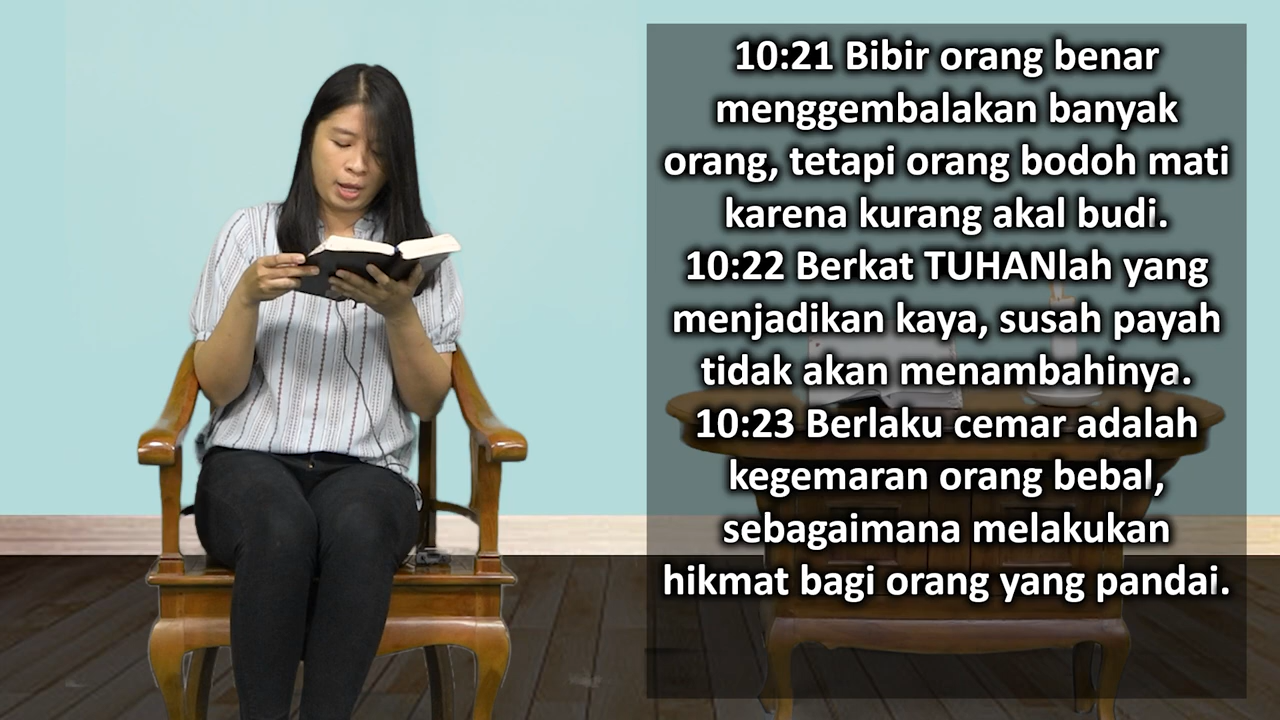 10:21 Bibir orang benar
menggembalakan banyak
orang, tetapi orang bodoh mati
karena kurang akal budi.
10:22 Berkat TUHANlah yang
menjadikan kaya, susah payah
tidak akan menambahinya.
10:23 Berlaku cemar adalah
kegemaran orang bebal,
sebagaimana melakukan
hikmat bagi orang yang pandai.